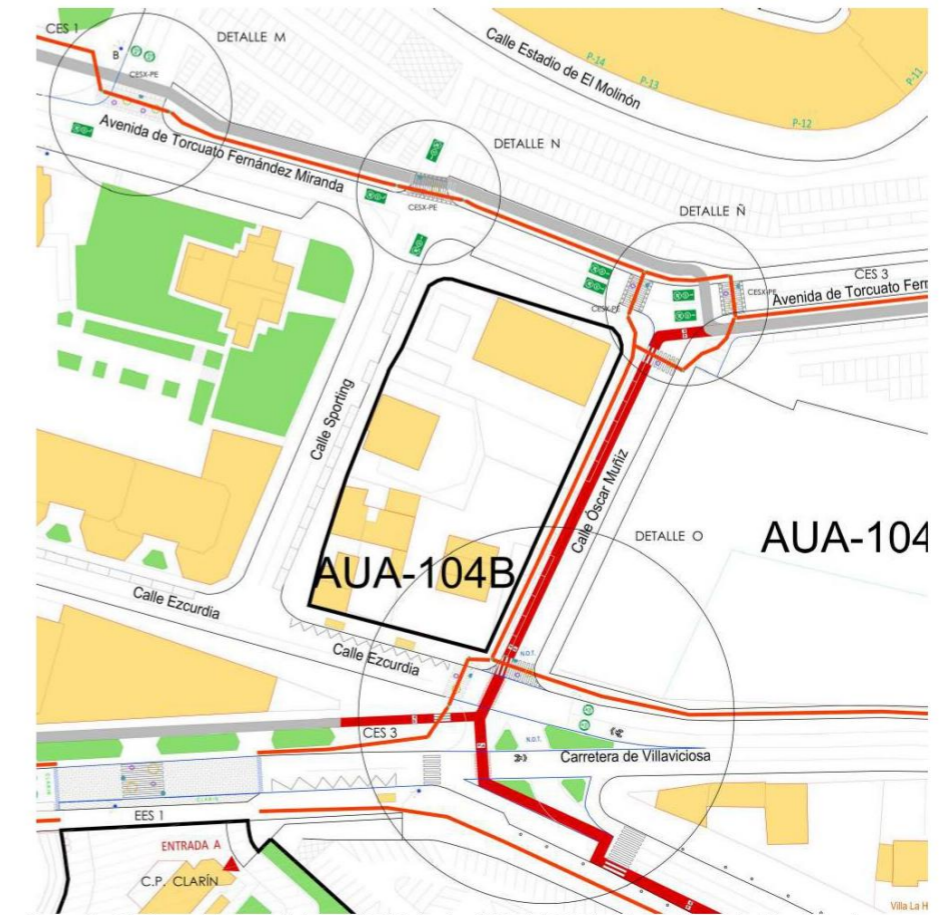 CES 1
DETALLE M
B
CESX-PE
Calle Estadio de El Molinón
P-14
P-13
P-12
P-11
Avenida de Torcuato Fernández Miranda
DETALLE N
CESX-PE
DETALLE Ñ
CES 3
CESX-PE
CESX-PE
Avenida de Torcuato Ferr
Calle Sporting
Calle Óscar Muñiz
DETALLE O
AUA-104
AUA-104B
Calle Ezcurdia
Calle Ezcurdia
N.O.T.
CES 3
N.O.T.
Carretera de Villaviciosa
CLARIN
CLARIN
EES 1
ENTRADA A
C.P. CLARÍN
Villa La H